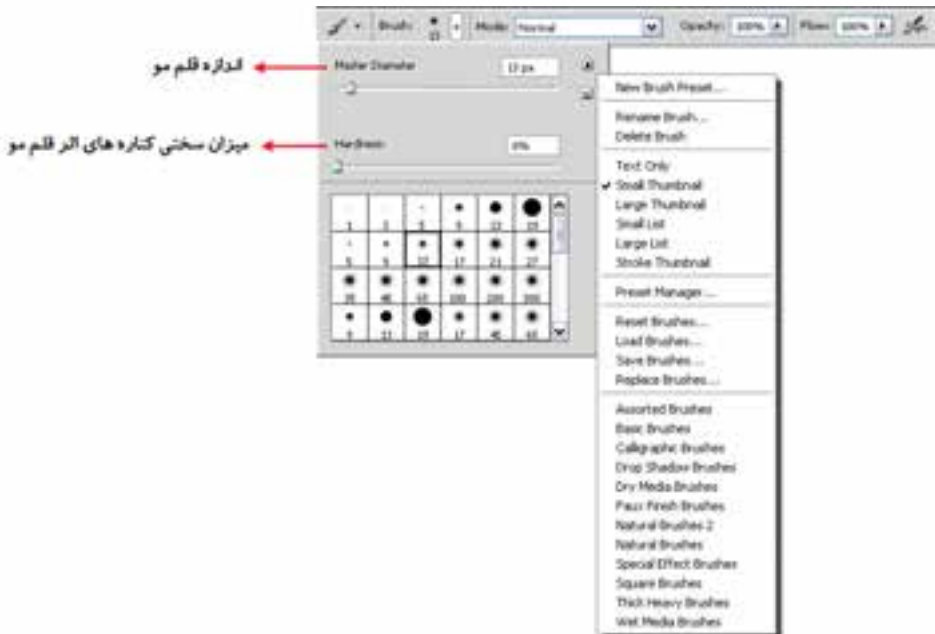 Brush: 13 Mode: Normal Opacity: 100% Flow: 100%
اندازه قلم مو
Master Diameter 13 px
میزان سختی کناره های اثر قلم مو
Hardness 0%
1 3 5 9 13 19
5 9 13 17 21 27
35 45 65 100 200 300
9 13 19 17 45 65
New Brush Preset...
Rename Brush...
Delete Brush
Text Only
Small Thumbnail
Large Thumbnail
Small List
Large List
Stroke Thumbnail
Preset Manager...
Reset Brushes...
Load Brushes...
Save Brushes...
Replace Brushes...
Assorted Brushes
Basic Brushes
Calligraphic Brushes
Drop Shadow Brushes
Dry Media Brushes
Faux Finish Brushes
Natural Brushes 2
Natural Brushes
Special Effect Brushes
Square Brushes
Thick Heavy Brushes
Wet Media Brushes